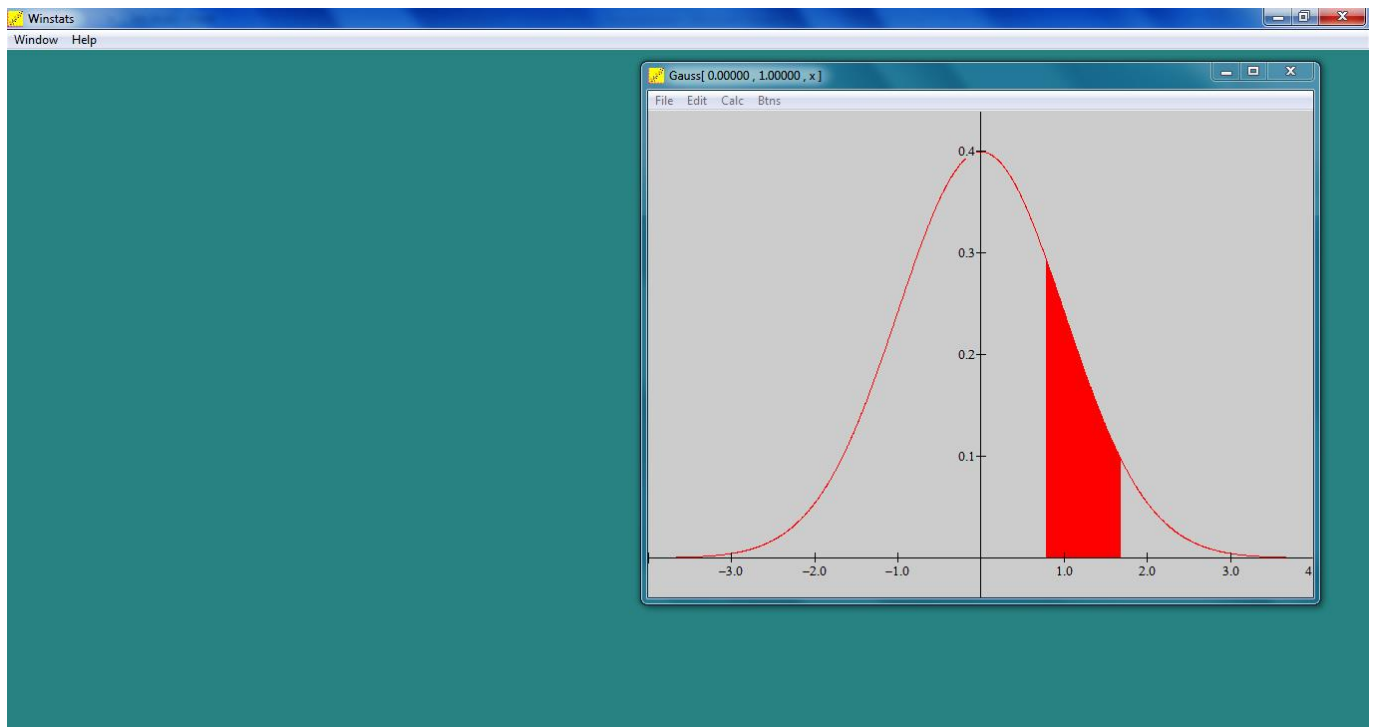 Winstats
Window Help
Gauss[ 0.00000 , 1.00000 , x ]
File Edit Calc Btns
0.4
0.3
0.2
0.1
−3.0 −2.0 −1.0 1.0 2.0 3.0 4